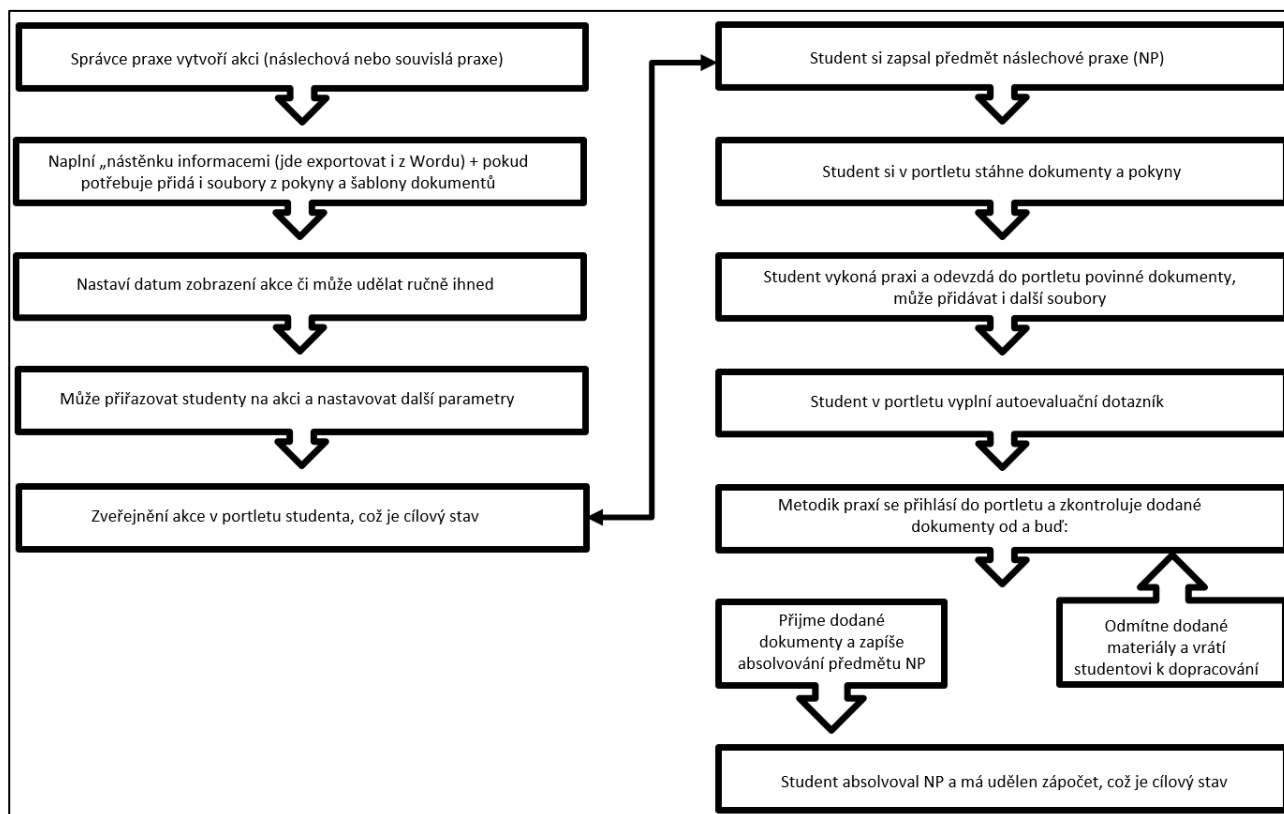 Správce praxe vytvoří akci (náslechová nebo souvislá praxe)
Naplní „nástěnku informacemi (jde exportovat i z Wordu) + pokud
potřebuje přidá i soubory z pokyny a šablony dokumentů
Nastaví datum zobrazení akce či může udělat ručně ihned
Může přiřazovat studenty na akci a nastavovat další parametry
Zveřejnění akce v portletu studenta, což je cílový stav
Student si zapsal předmět náslechové praxe (NP)
Student si v portletu stáhne dokumenty a pokyny
Student vykoná praxi a odevzdá do portletu povinné dokumenty,
může přidávat i další soubory
Student v portletu vyplní autoevaluační dotazník
Metodik praxí se přihlásí do portletu a zkontroluje dodané
dokumenty od a buď:
Přijme dodané
dokumenty a zapíše
absolvování předmětu NP
Odmítne dodané
materiály a vrátí
studentovi k dopracování
Student absolvoval NP a má udělen zápočet, což je cílový stav